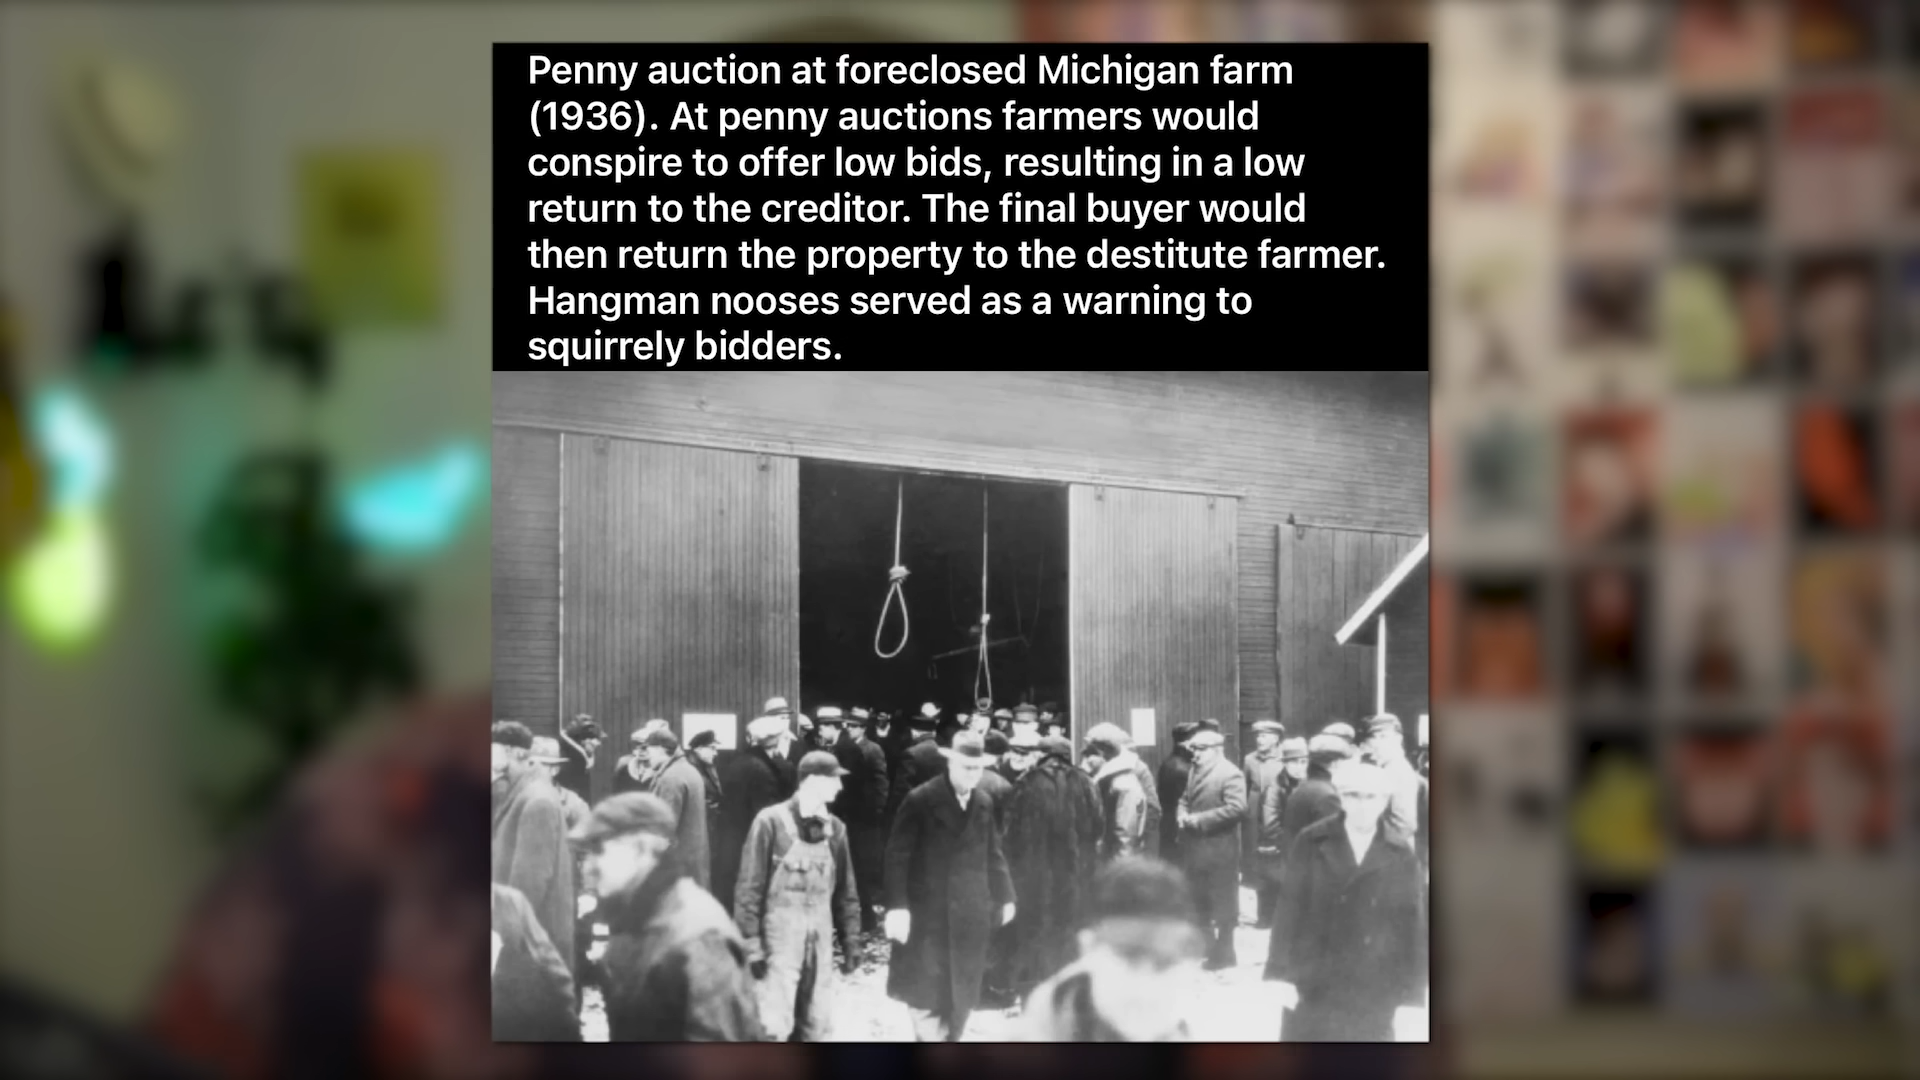 Penny auction at foreclosed Michigan farm
(1936). At penny auctions farmers would
conspire to offer low bids, resulting in a low
return to the creditor. The final buyer would
then return the property to the destitute farmer.
Hangman nooses served as a warning to
squirrely bidders.